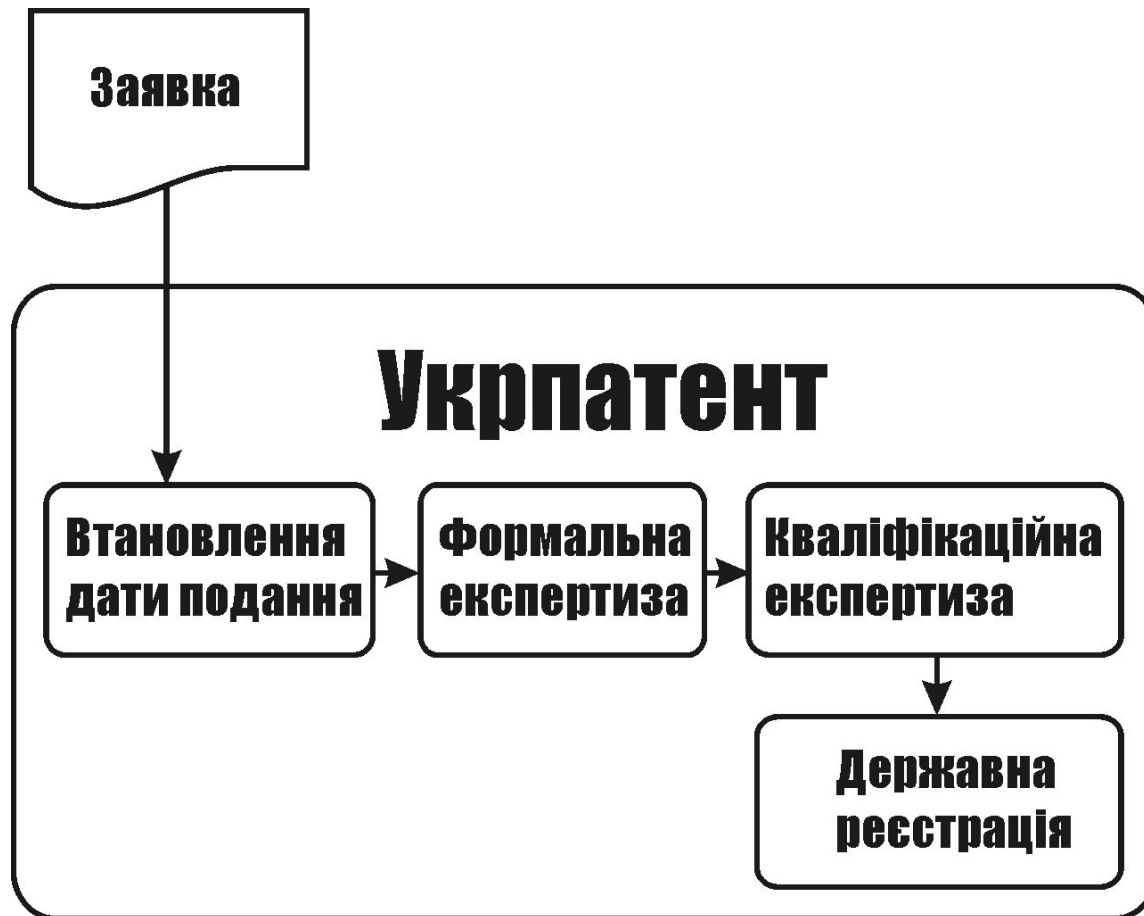 Заявка
Укрпатент
Втановлення
дати подання
Формальна
експертиза
Кваліфікаційна
експертиза
Державна
реєстрація